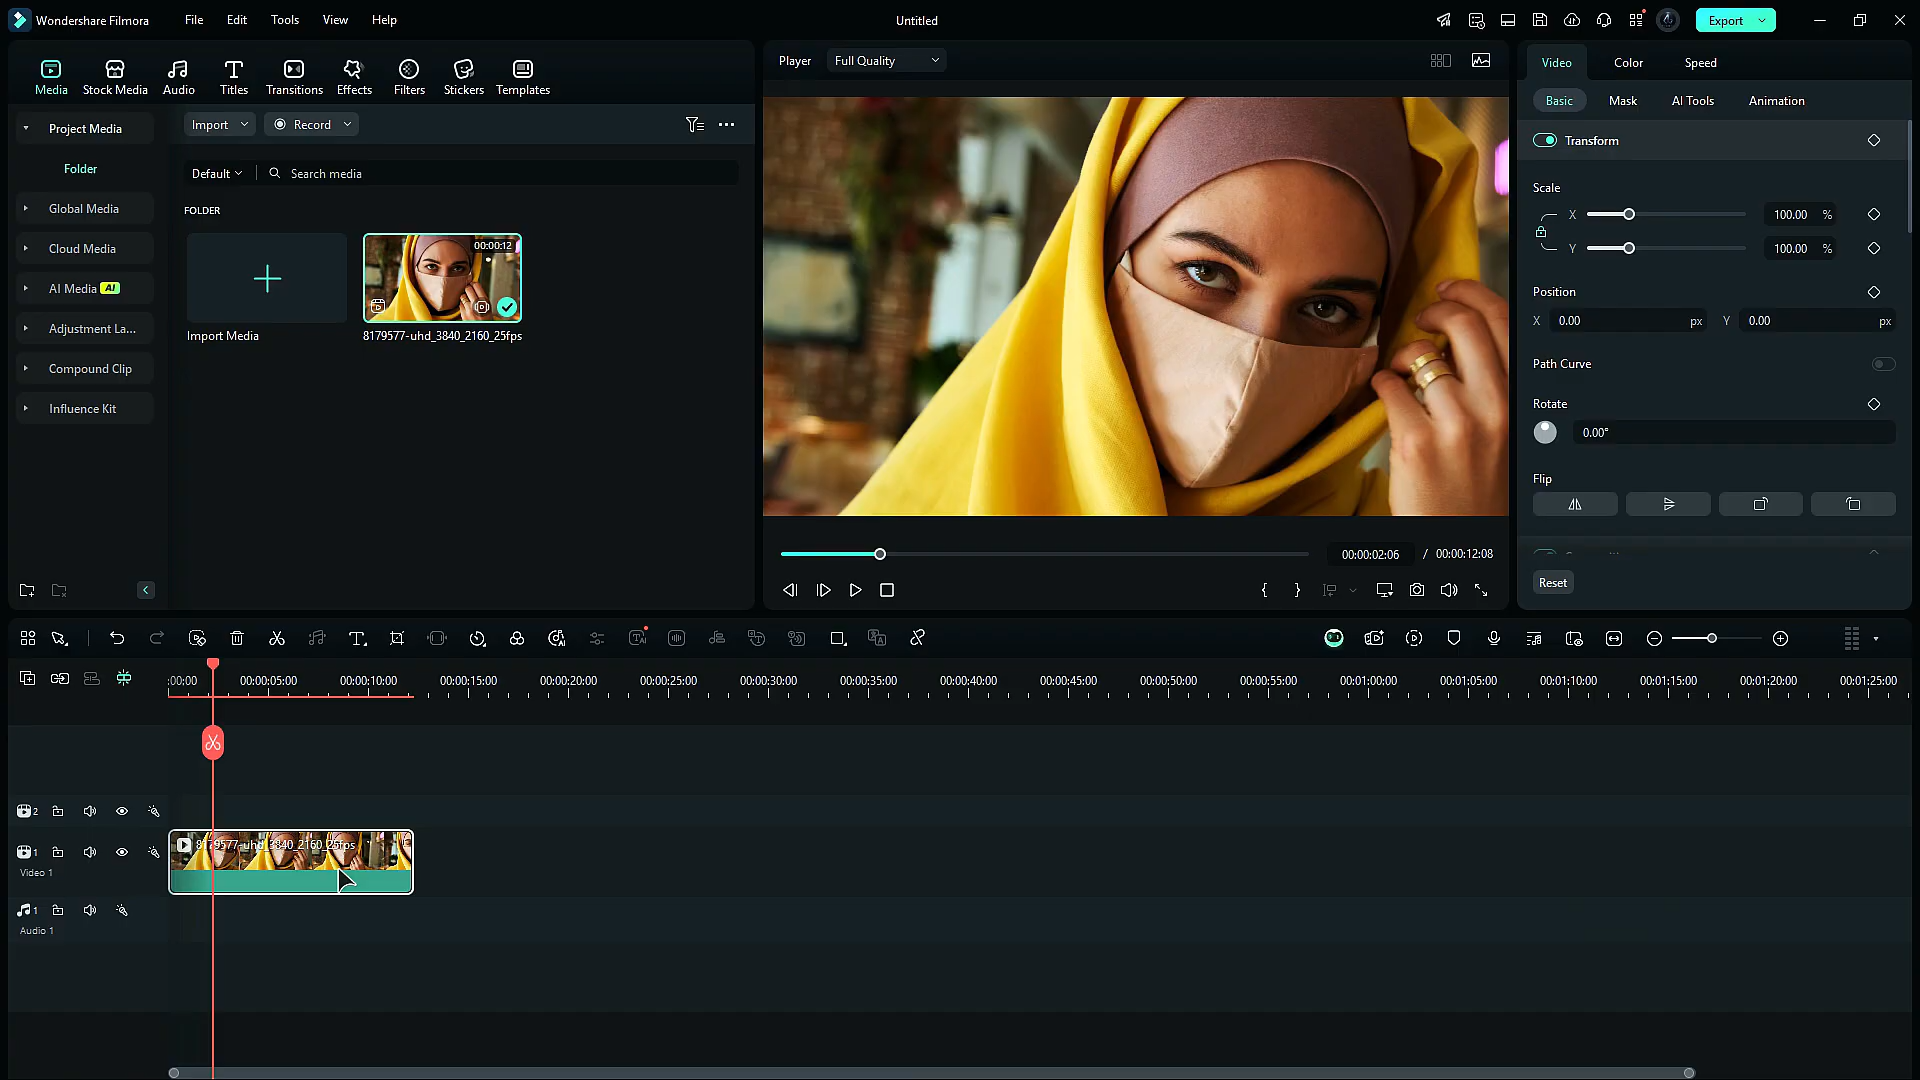 Wondershare Filmora
File
Edit
Tools
View
Help
Untitled
Export
Media
Stock Media
Audio
Titles
Transitions
Effects
Filters
Stickers
Templates
Player
Full Quality
Video
Color
Speed
Basic
Mask
AI Tools
Animation
Project Media
Folder
Global Media
Cloud Media
AI Media AI
Adjustment La...
Compound Clip
Influence Kit
Import
Record
Default
Search media
FOLDER
Import Media
00:00:12
8179577-uhd_3840_2160_25fps
Transform
Scale
X 100.00 %
Y 100.00 %
Position
X 0.00 px Y 0.00 px
Path Curve
Rotate
0.00°
Flip
Reset
00:00:02:06 / 00:00:12:08
:00:00 00:00:05:00 00:00:10:00 00:00:15:00 00:00:20:00 00:00:25:00 00:00:30:00 00:00:35:00 00:00:40:00 00:00:45:00 00:00:50:00 00:00:55:00 00:01:00:00 00:01:05:00 00:01:10:00 00:01:15:00 00:01:20:00 00:01:25:00
2
1
Video 1
8179577-uhd_3840_2160_25fps
1
Audio 1